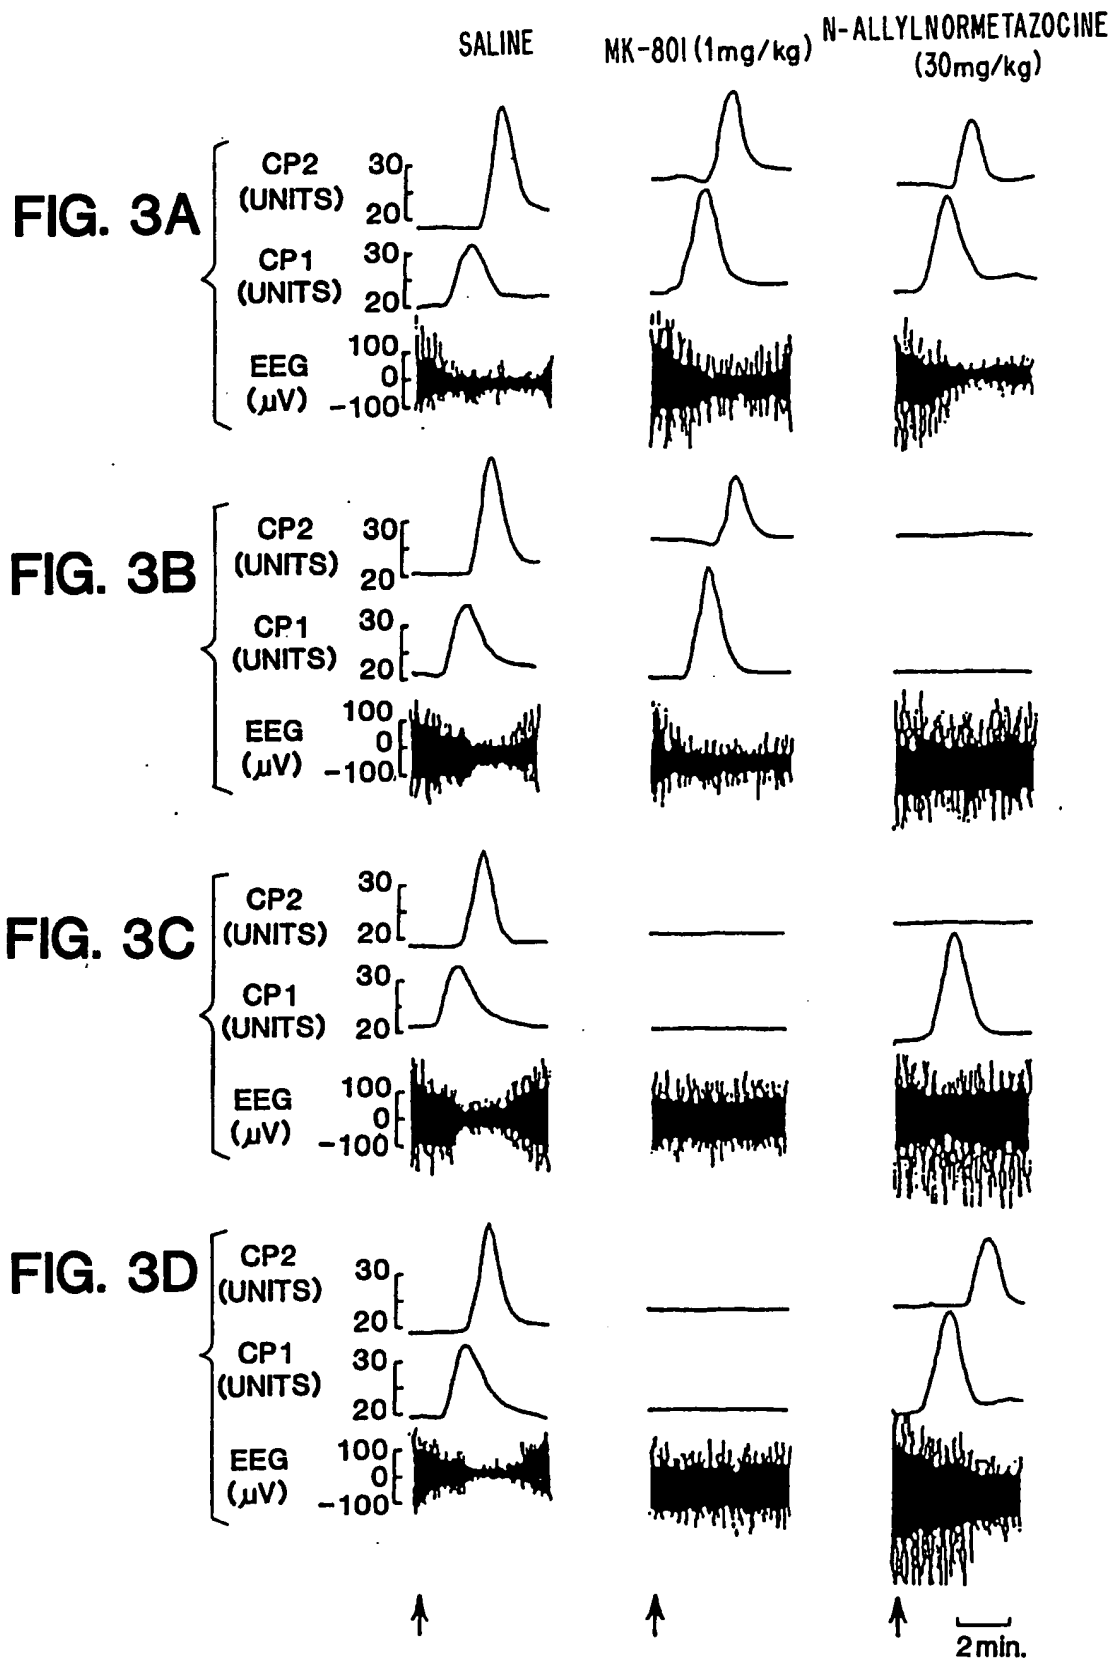 SALINE
MK-801 (1mg/kg)
N-ALLYLNORMETAZOCINE
(30mg/kg)
FIG. 3A
CP2
(UNITS)
30
20
CP1
(UNITS)
30
20
EEG
(µV)
100
0
-100
FIG. 3B
CP2
(UNITS)
30
20
CP1
(UNITS)
30
20
EEG
(µV)
100
0
-100
FIG. 3C
CP2
(UNITS)
30
20
CP1
(UNITS)
30
20
EEG
(µV)
100
0
-100
FIG. 3D
CP2
(UNITS)
30
20
CP1
(UNITS)
30
20
EEG
(µV)
100
0
-100
2min.